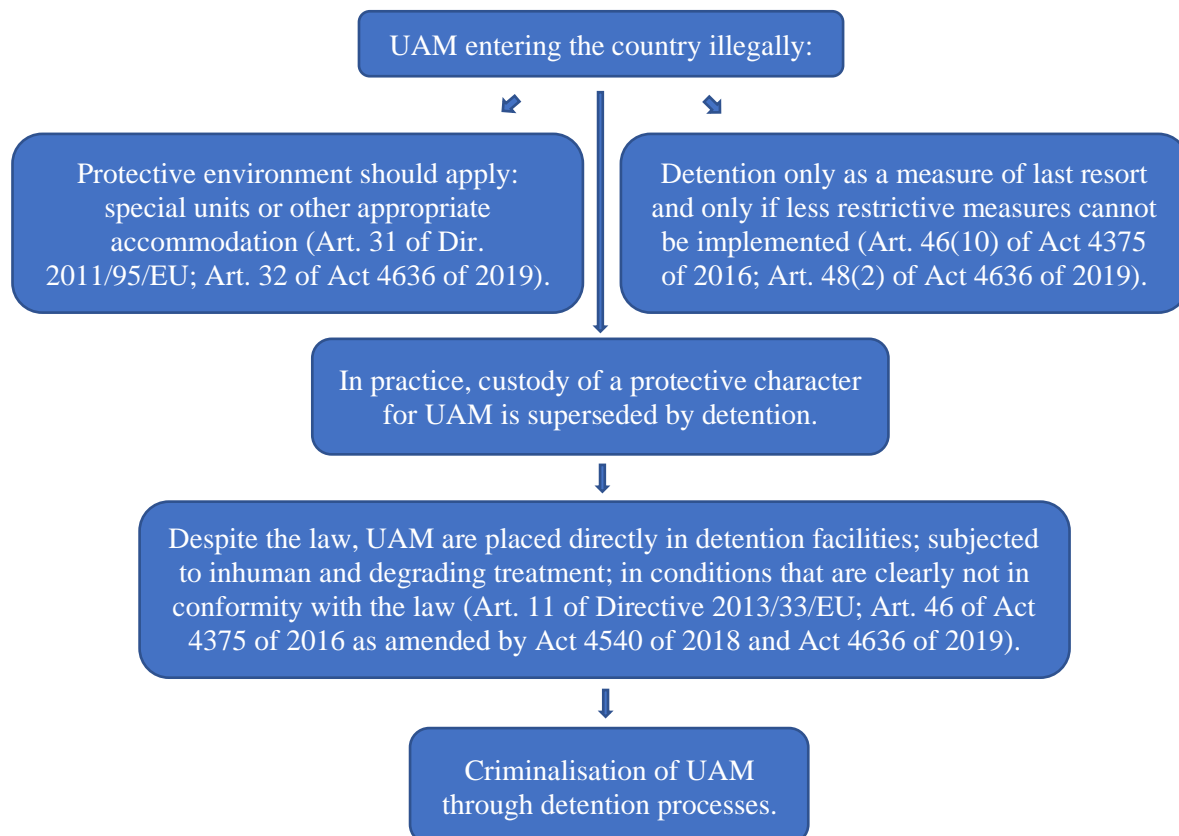 UAM entering the country illegally:
Protective environment should apply:
special units or other appropriate
accommodation (Art. 31 of Dir.
2011/95/EU; Art. 32 of Act 4636 of 2019).
Detention only as a measure of last resort
and only if less restrictive measures cannot
be implemented (Art. 46(10) of Act 4375
of 2016; Art. 48(2) of Act 4636 of 2019).
In practice, custody of a protective character
for UAM is superseded by detention.
Despite the law, UAM are placed directly in detention facilities; subjected
to inhuman and degrading treatment; in conditions that are clearly not in
conformity with the law (Art. 11 of Directive 2013/33/EU; Art. 46 of Act
4375 of 2016 as amended by Act 4540 of 2018 and Act 4636 of 2019).
Criminalisation of UAM
through detention processes.